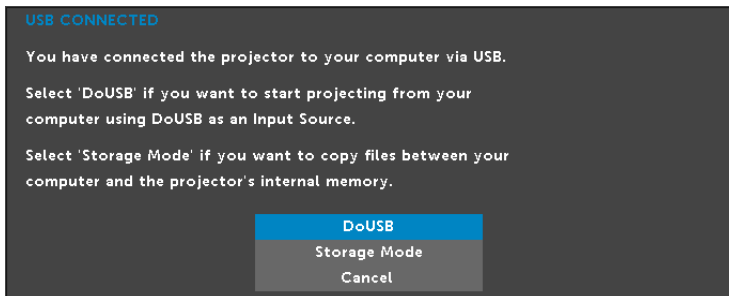 USB CONNECTED
You have connected the projector to your computer via USB.
Select 'DoUSB' if you want to start projecting from your
computer using DoUSB as an Input Source.
Select 'Storage Mode' if you want to copy files between your
computer and the projector's internal memory.
DoUSB
Storage Mode
Cancel